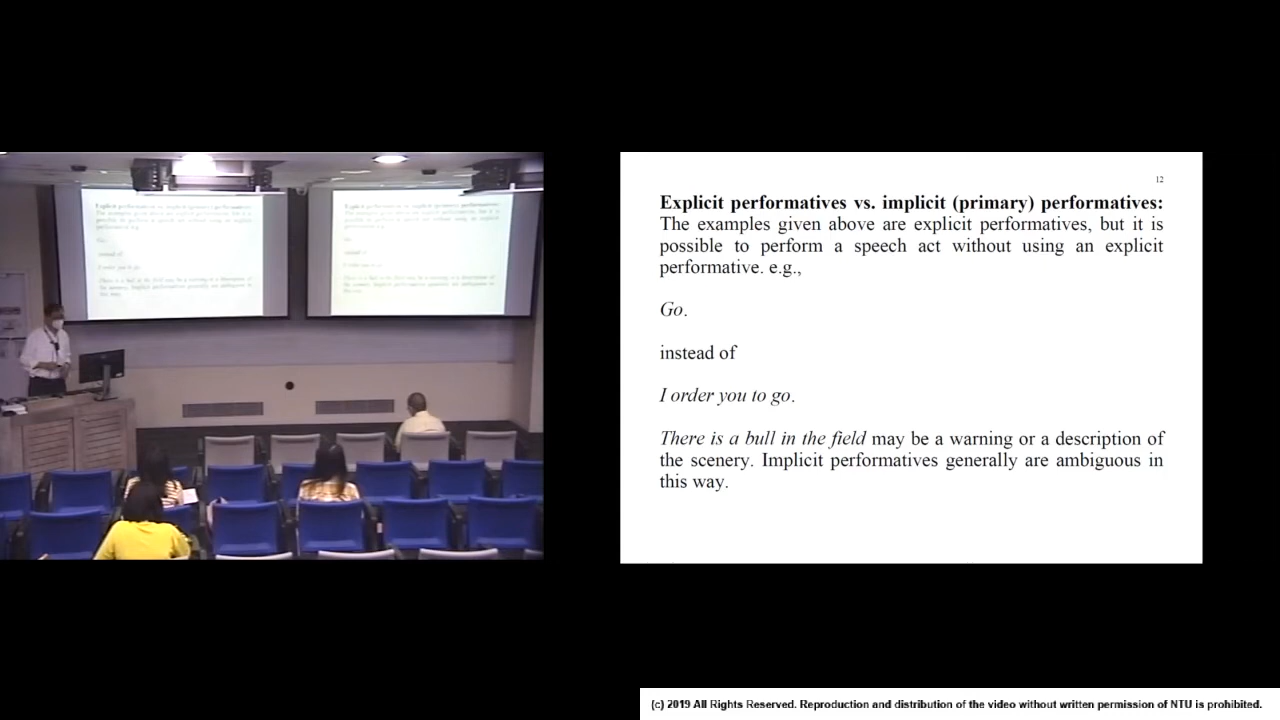 12
Explicit performatives vs. implicit (primary) performatives:
The examples given above are explicit performatives, but it is
possible to perform a speech act without using an explicit
performative. e.g.,
Go.
instead of
I order you to go.
There is a bull in the field may be a warning or a description of
the scenery. Implicit performatives generally are ambiguous in
this way.
(c) 2019 All Rights Reserved. Reproduction and distribution of the video without written permission of NTU is prohibited.